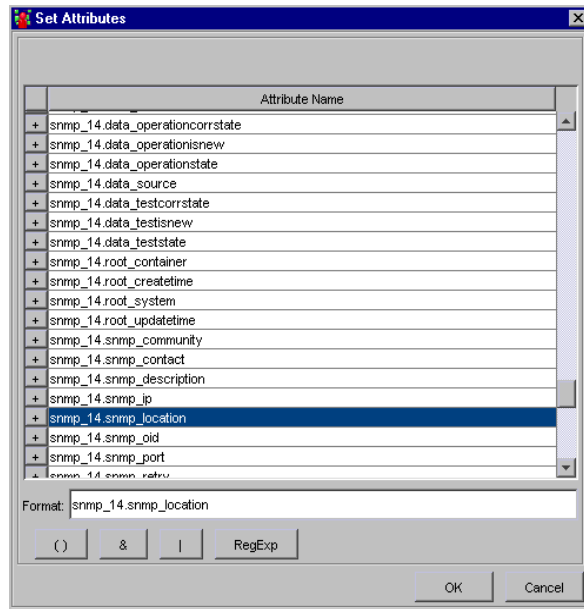 Set Attributes
Attribute Name
+ snmp_14.data_operationcorrstate
+ snmp_14.data_operationisnew
+ snmp_14.data_operationstate
+ snmp_14.data_source
+ snmp_14.data_testcorrstate
+ snmp_14.data_testisnew
+ snmp_14.data_teststate
+ snmp_14.root_container
+ snmp_14.root_createtime
+ snmp_14.root_system
+ snmp_14.root_updatetime
+ snmp_14.snmp_community
+ snmp_14.snmp_contact
+ snmp_14.snmp_description
+ snmp_14.snmp_ip
+ snmp_14.snmp_location
+ snmp_14.snmp_oid
+ snmp_14.snmp_port
+ snmp_14.snmp_retry
Format: snmp_14.snmp_location
( ) & | RegExp
OK Cancel